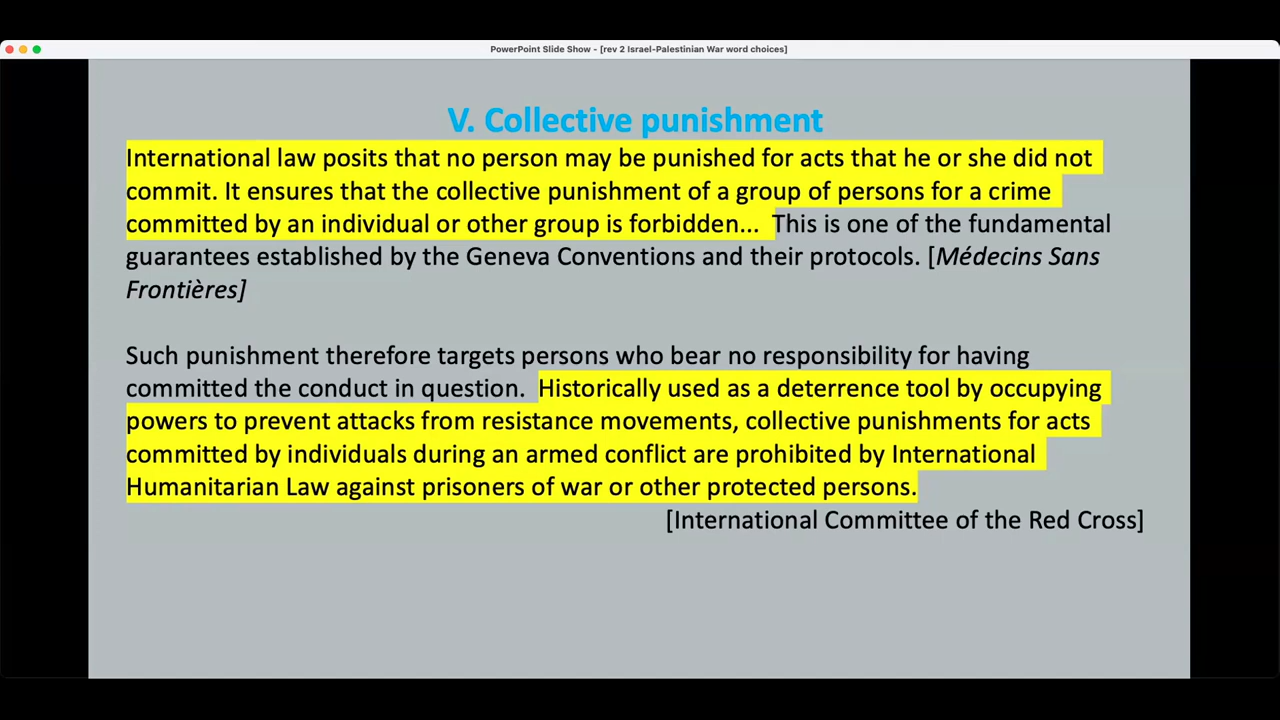 PowerPoint Slide Show - [rev 2 Israel-Palestinian War word choices]
V. Collective punishment
International law posits that no person may be punished for acts that he or she did not
commit. It ensures that the collective punishment of a group of persons for a crime
committed by an individual or other group is forbidden... This is one of the fundamental
guarantees established by the Geneva Conventions and their protocols. [Médecins Sans
Frontières]
Such punishment therefore targets persons who bear no responsibility for having
committed the conduct in question. Historically used as a deterrence tool by occupying
powers to prevent attacks from resistance movements, collective punishments for acts
committed by individuals during an armed conflict are prohibited by International
Humanitarian Law against prisoners of war or other protected persons.
[International Committee of the Red Cross]